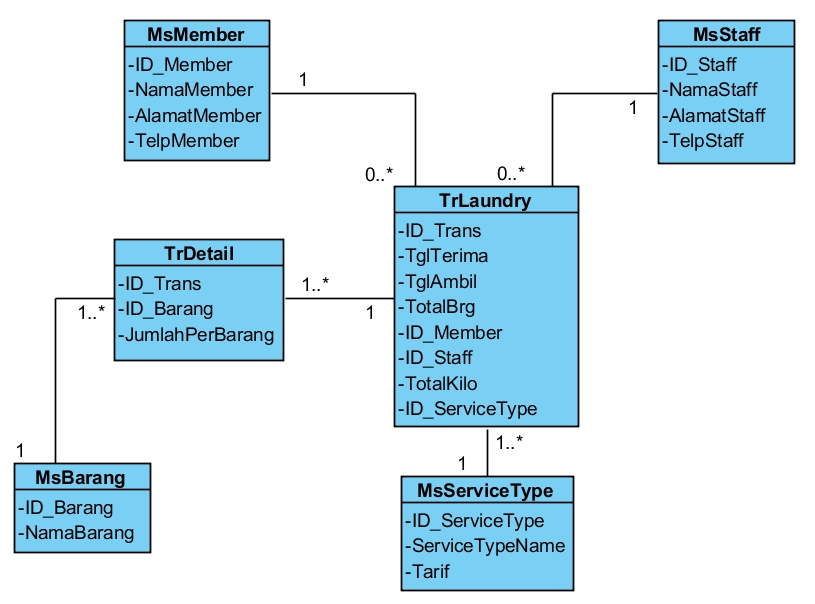 MsMember
-ID_Member
-NamaMember
-AlamatMember
-TelpMember
1
0..*
MsStaff
-ID_Staff
-NamaStaff
-AlamatStaff
-TelpStaff
1
0..*
TrLaundry
-ID_Trans
-TglTerima
-TglAmbil
-TotalBrg
-ID_Member
-ID_Staff
-TotalKilo
-ID_ServiceType
TrDetail
-ID_Trans
-ID_Barang
-JumlahPerBarang
1..*
1
1..*
1
MsBarang
-ID_Barang
-NamaBarang
1..*
1
MsServiceType
-ID_ServiceType
-ServiceTypeName
-Tarif